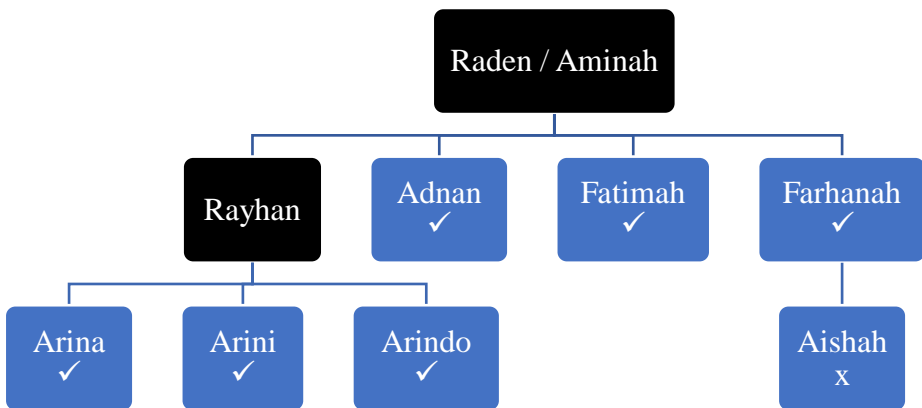 Raden / Aminah
Rayhan
Adnan
✓
Fatimah
✓
Farhanah
✓
Arina
✓
Arini
✓
Arindo
✓
Aishah
x